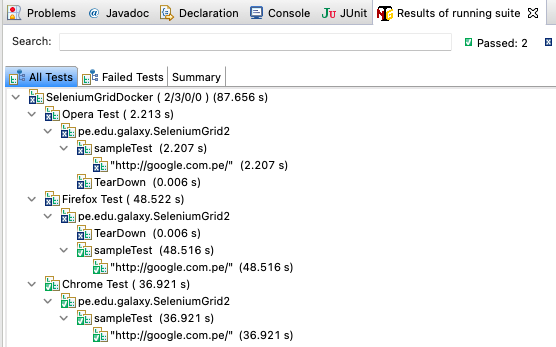 Problems @ Javadoc Declaration Console JU JUnit Results of running suite
Search: Passed: 2
All Tests Failed Tests Summary
SeleniumGridDocker ( 2/3/0/0 ) (87.656 s)
Opera Test ( 2.213 s)
pe.edu.galaxy.SeleniumGrid2
sampleTest (2.207 s)
"http://google.com.pe/" (2.207 s)
TearDown (0.006 s)
Firefox Test ( 48.522 s)
pe.edu.galaxy.SeleniumGrid2
TearDown (0.006 s)
sampleTest (48.516 s)
"http://google.com.pe/" (48.516 s)
Chrome Test ( 36.921 s)
pe.edu.galaxy.SeleniumGrid2
sampleTest (36.921 s)
"http://google.com.pe/" (36.921 s)